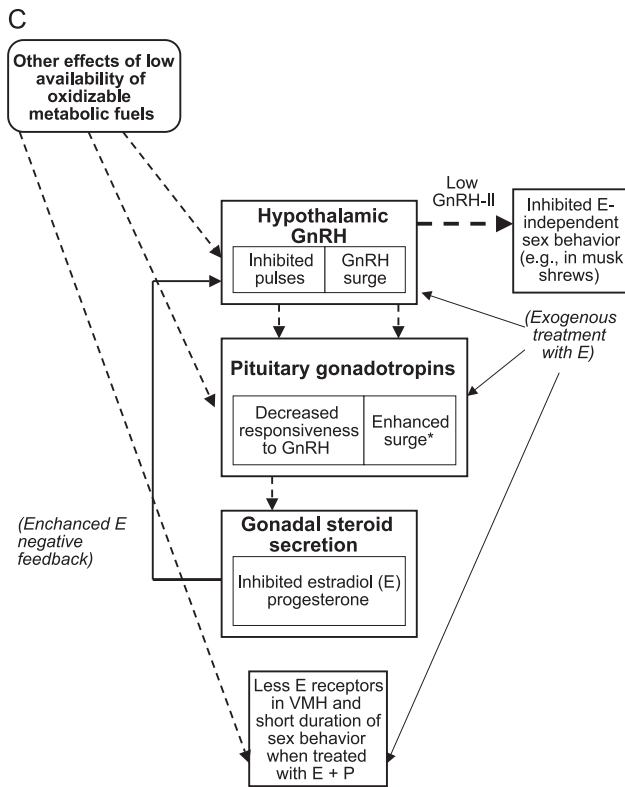 C
Other effects of low
availability of
oxidizable
metabolic fuels
Low
GnRH-II
Hypothalamic
GnRH
Inhibited
pulses
GnRH
surge
Inhibited E-
independent
sex behavior
(e.g., in musk
shrews)
(Exogenous
treatment
with E)
Pituitary gonadotropins
Decreased
responsiveness
to GnRH
Enhanced
surge*
Gonadal steroid
secretion
Inhibited estradiol (E)
progesterone
(Enchanced E
negative
feedback)
Less E receptors
in VMH and
short duration of
sex behavior
when treated
with E + P